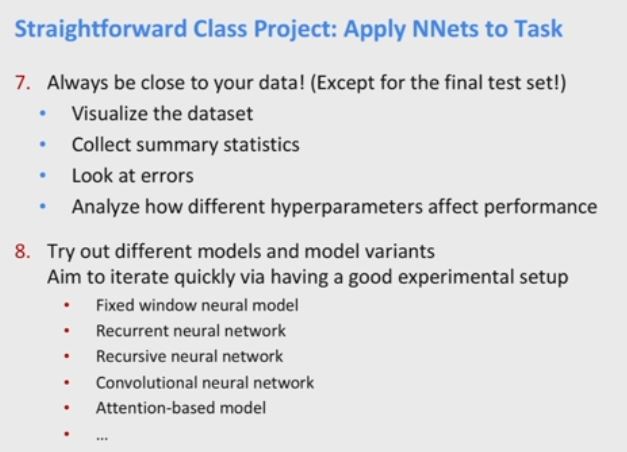 Straightforward Class Project: Apply NNets to Task
7. Always be close to your data! (Except for the final test set!)
• Visualize the dataset
• Collect summary statistics
• Look at errors
• Analyze how different hyperparameters affect performance
8. Try out different models and model variants
Aim to iterate quickly via having a good experimental setup
• Fixed window neural model
• Recurrent neural network
• Recursive neural network
• Convolutional neural network
• Attention-based model
• ...